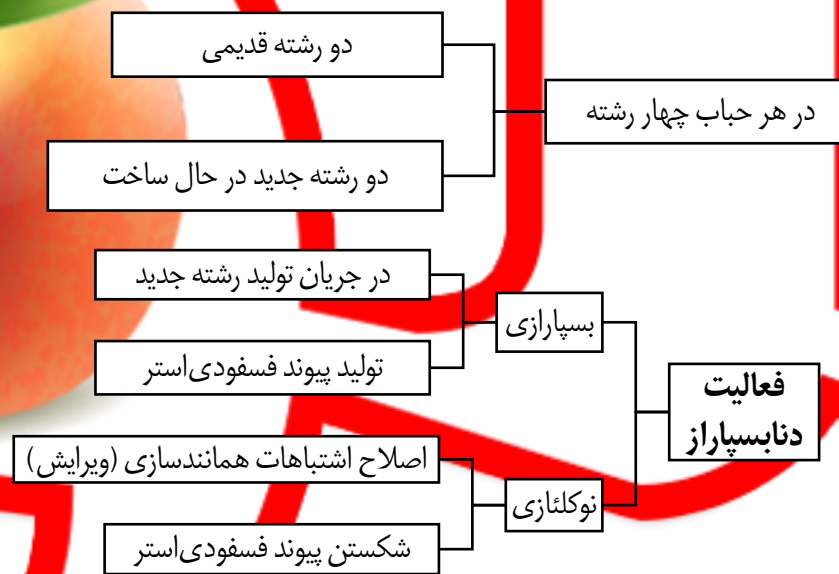 در هر حباب چهار رشته
دو رشته قدیمی
دو رشته جدید در حال ساخت
فعالیت
دنابسپاراز
بسپارازی
در جریان تولید رشته جدید
تولید پیوند فسفودی‌استر
نوکلئازی
اصلاح اشتباهات همانندسازی (ویرایش)
شکستن پیوند فسفودی‌استر